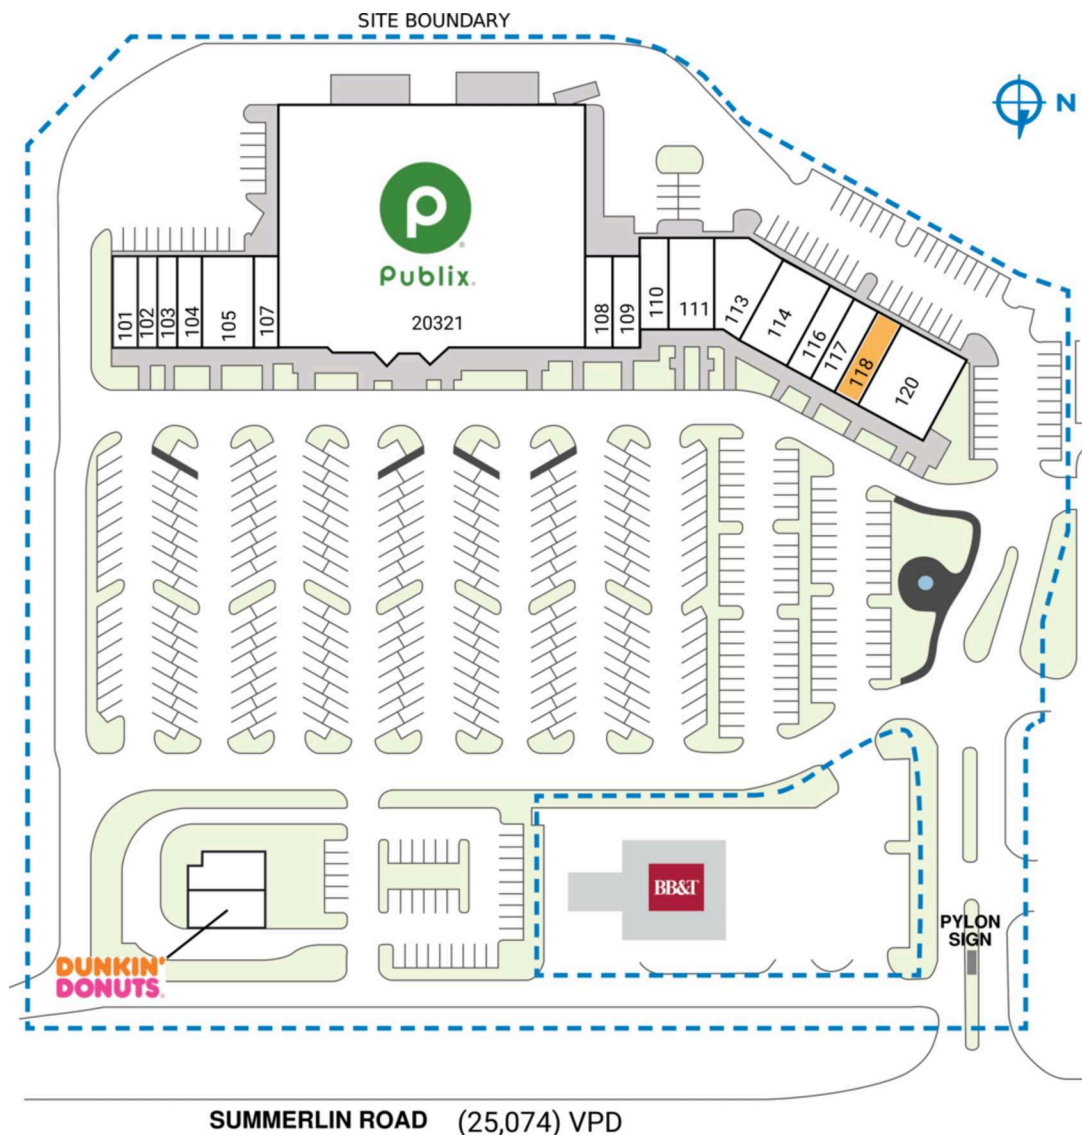 SITE BOUNDARY
N
Publix.
20321
101
102
103
104
105
107
108
109
110
111
113
114
116
117
118
120
BB&T
PYLON
SIGN
DUNKIN'
DONUTS
SUMMERLIN ROAD (25,074) VPD